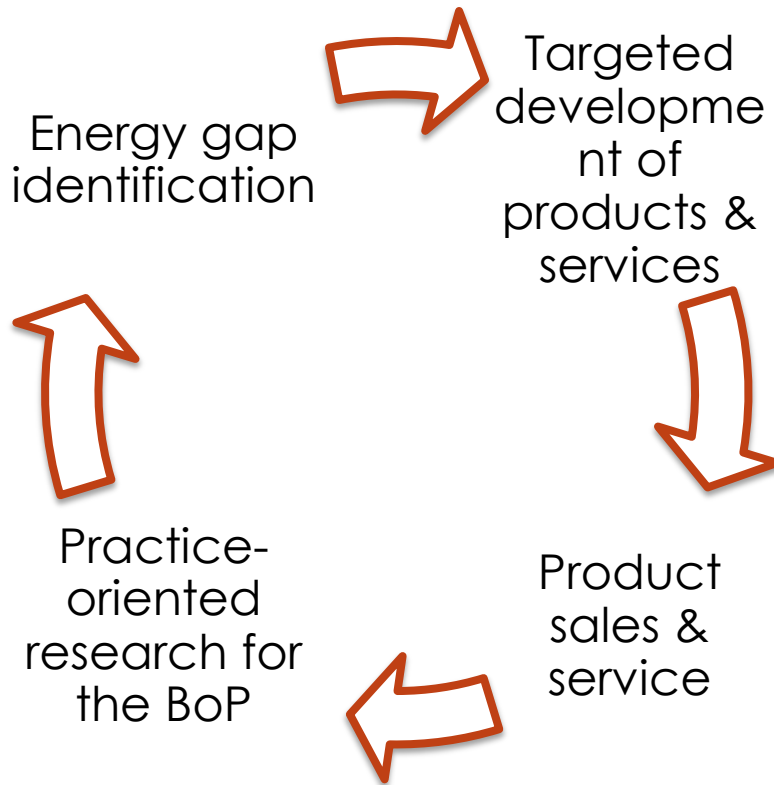 Energy gap
identification
Targeted
developme
nt of
products &
services
Product
sales &
service
Practice-
oriented
research for
the BoP